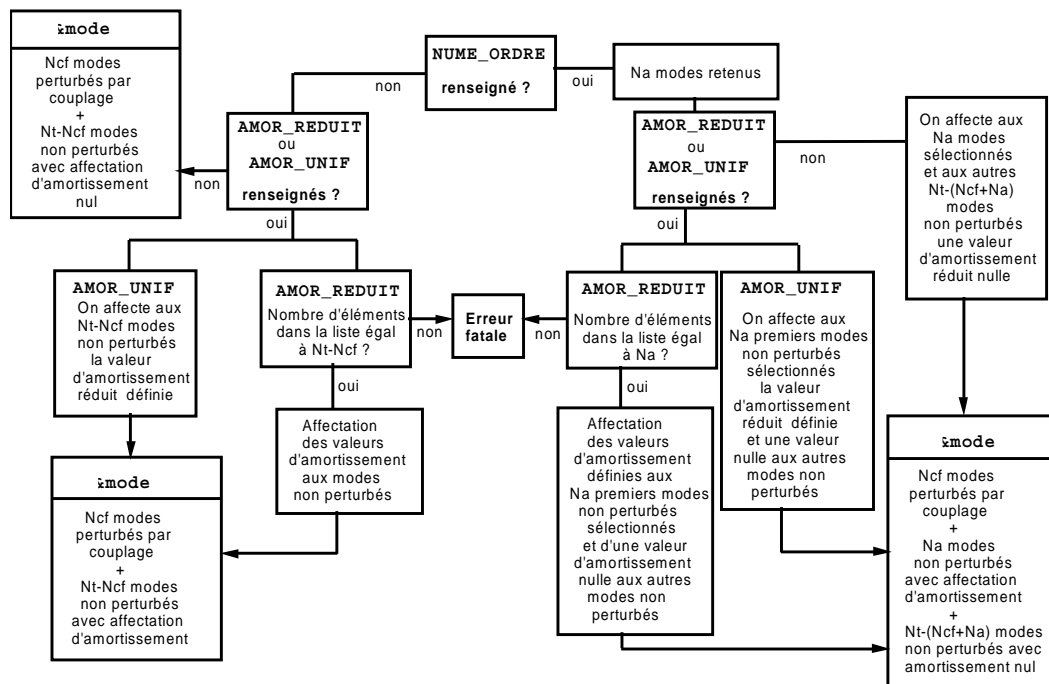 &mode
Ncf modes
perturbés par
couplage
+
Nt-Ncf modes
non perturbés
avec affectation
d'amortissement
nul
NUME_ORDRE
renseigné ?
non
oui
Na modes retenus
AMOR_REDUIT
ou
AMOR_UNIF
renseignés ?
non
oui
AMOR_REDUIT
ou
AMOR_UNIF
renseignés ?
non
oui
On affecte aux
Na modes
sélectionnés
et aux autres
Nt-(Ncf+Na)
modes
non perturbés
une valeur
d'amortissement
réduit nulle
AMOR_UNIF
On affecte aux
Nt-Ncf modes
non perturbés
la valeur
d'amortissement
réduit définie
AMOR_REDUIT
Nombre d'éléments
dans la liste égal
à Nt-Ncf ?
non
oui
Erreur
fatale
AMOR_REDUIT
Nombre d'éléments
dans la liste égal
à Na ?
non
oui
AMOR_UNIF
On affecte aux
Na premiers modes
non perturbés
sélectionnés
la valeur
d'amortissement
réduit définie
et une valeur
nulle aux autres
modes non
perturbés
Affectation
des valeurs
d'amortissement
aux modes
non perturbés
Affectation
des valeurs
d'amortissement
définies aux
Na premiers modes
non perturbés
sélectionnés
et d'une valeur
d'amortissement
nulle aux autres
modes non
perturbés
&mode
Ncf modes
perturbés par
couplage
+
Nt-Ncf modes
non perturbés
avec affectation
d'amortissement
&mode
Ncf modes
perturbés par
couplage
+
Na modes
non perturbés
avec affectation
d'amortissement
+
Nt-(Ncf+Na) modes
non perturbés avec
amortissement nul